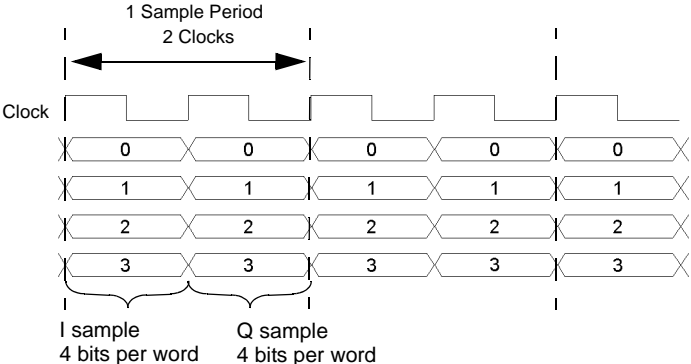 1 Sample Period
2 Clocks
Clock
0 0 0 0 0
1 1 1 1 1
2 2 2 2 2
3 3 3 3 3
I sample
4 bits per word
Q sample
4 bits per word